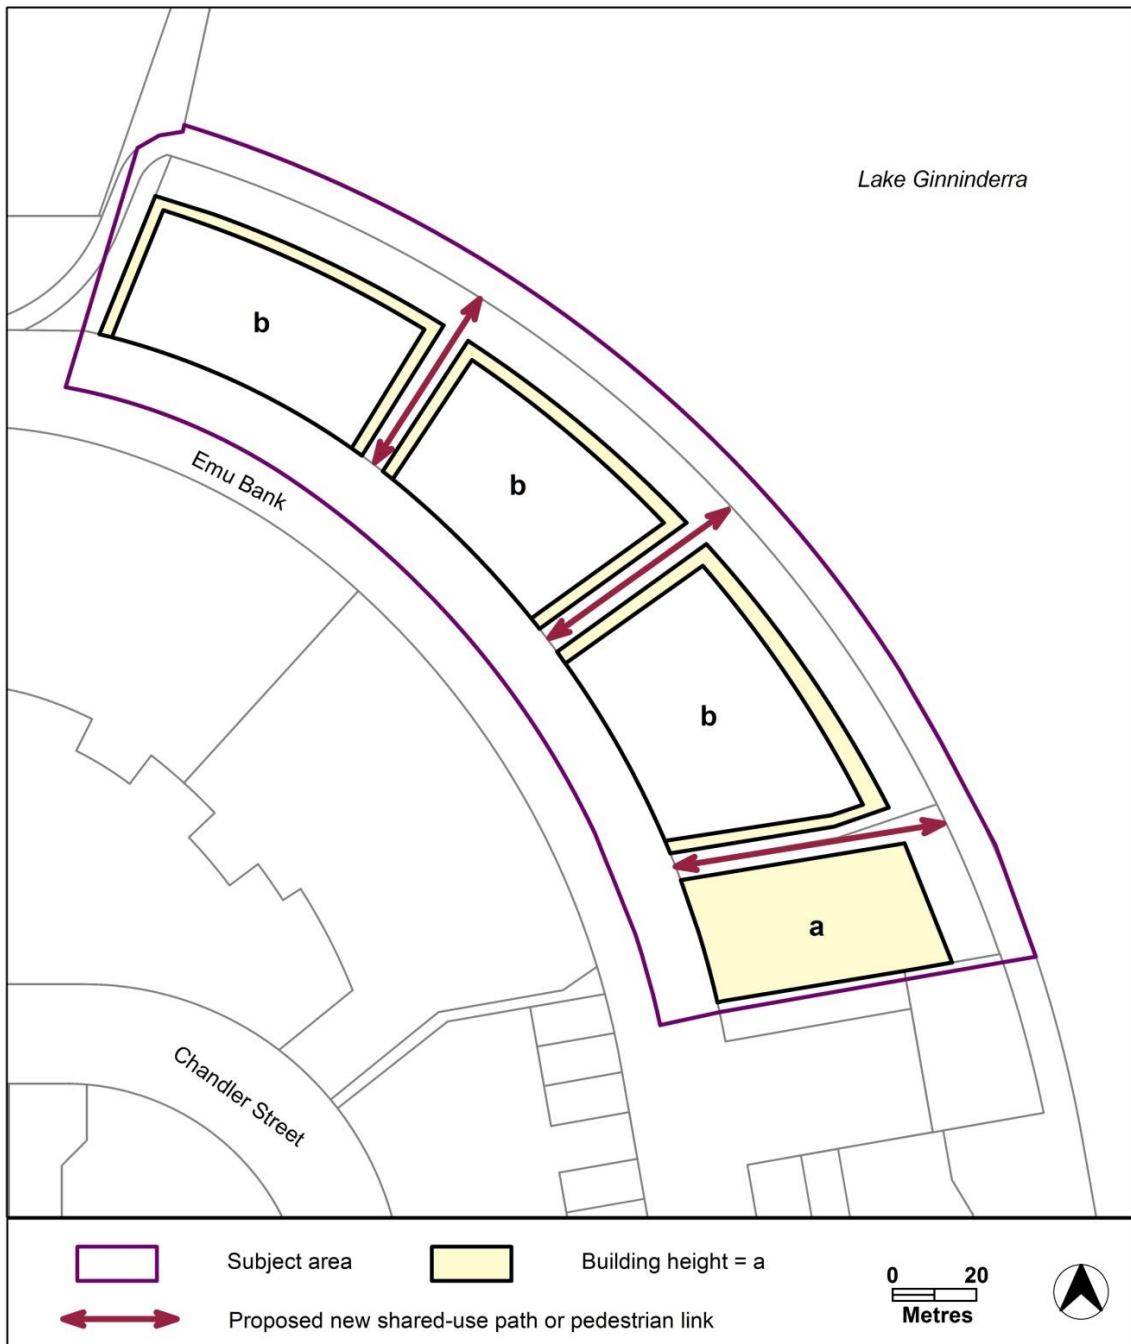 Lake Ginninderra
b
Emu Bank
b
b
a
Chandler Street
Subject area
Building height = a
Proposed new shared-use path or pedestrian link
0 20
Metres